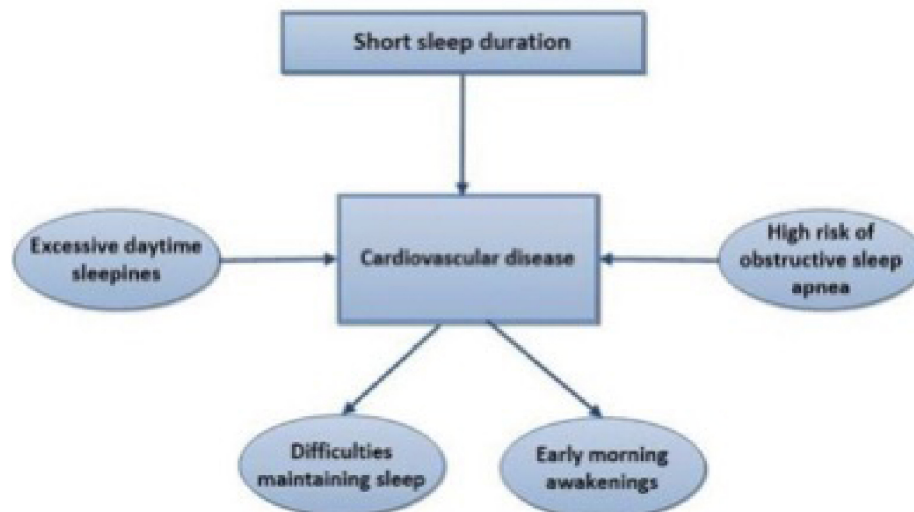 Short sleep duration
Excessive daytime
sleepines
Cardiovascular disease
High risk of
obstructive sleep
apnea
Difficulties
maintaining sleep
Early morning
awakenings